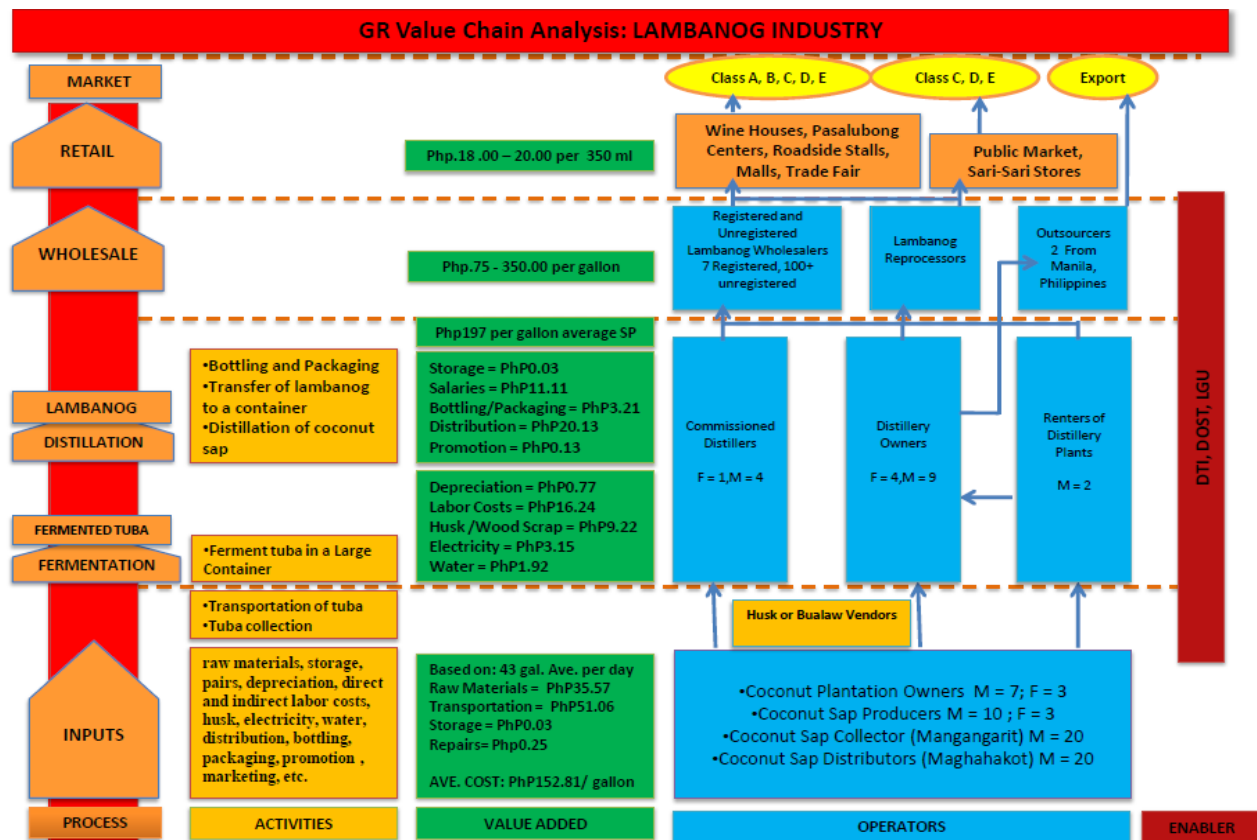 GR Value Chain Analysis: LAMBANOG INDUSTRY
MARKET
Class A, B, C, D, E
Class C, D, E
Export
RETAIL
Php.18 .00 – 20.00 per 350 ml
Wine Houses, Pasalubong
Centers, Roadside Stalls,
Malls, Trade Fair
Public Market,
Sari-Sari Stores
WHOLESALE
Php.75 - 350.00 per gallon
Registered and
Unregistered
Lambanog Wholesalers
7 Registered, 100+
unregistered
Lambanog
Reprocessors
Outsourcers
2 From
Manila,
Philippines
Php197 per gallon average SP
LAMBANOG
DISTILLATION
•Bottling and Packaging
•Transfer of lambanog
to a container
•Distillation of coconut
sap
Storage = PhP0.03
Salaries = PhP11.11
Bottling/Packaging = PhP3.21
Distribution = PhP20.13
Promotion = PhP0.13
Commissioned
Distillers
F = 1,M = 4
Distillery
Owners
F = 4,M = 9
Renters of
Distillery
Plants
M = 2
DTI, DOST, LGU
FERMENTED TUBA
FERMENTATION
•Ferment tuba in a Large
Container
Depreciation = PhP0.77
Labor Costs = PhP16.24
Husk /Wood Scrap = PhP9.22
Electricity = PhP3.15
Water = PhP1.92
•Transportation of tuba
•Tuba collection
Husk or Bualaw Vendors
INPUTS
raw materials, storage,
pairs, depreciation, direct
and indirect labor costs,
husk, electricity, water,
distribution, bottling,
packaging, promotion ,
marketing, etc.
Based on: 43 gal. Ave. per day
Raw Materials = PhP35.57
Transportation = PhP51.06
Storage = PhP0.03
Repairs= Php0.25
AVE. COST: PhP152.81/ gallon
•Coconut Plantation Owners M = 7; F = 3
•Coconut Sap Producers M = 10 ; F = 3
•Coconut Sap Collector (Mangangarit) M = 20
•Coconut Sap Distributors (Maghahakot) M = 20
PROCESS
ACTIVITIES
VALUE ADDED
OPERATORS
ENABLER